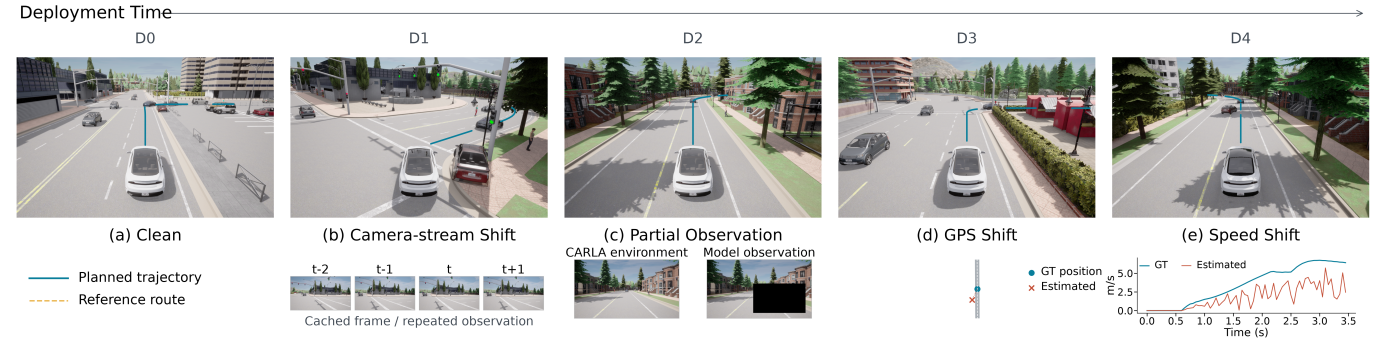 Deployment Time
D0
D1
D2
D3
D4
(a) Clean
(b) Camera-stream Shift
(c) Partial Observation
(d) GPS Shift
(e) Speed Shift
Planned trajectory
Reference route
t-2
t-1
t
t+1
Cached frame / repeated observation
CARLA environment
Model observation
GT position
Estimated
GT
Estimated
m/s
5.0
2.5
0.0
0.0 0.5 1.0 1.5 2.0 2.5 3.0 3.5
Time (s)